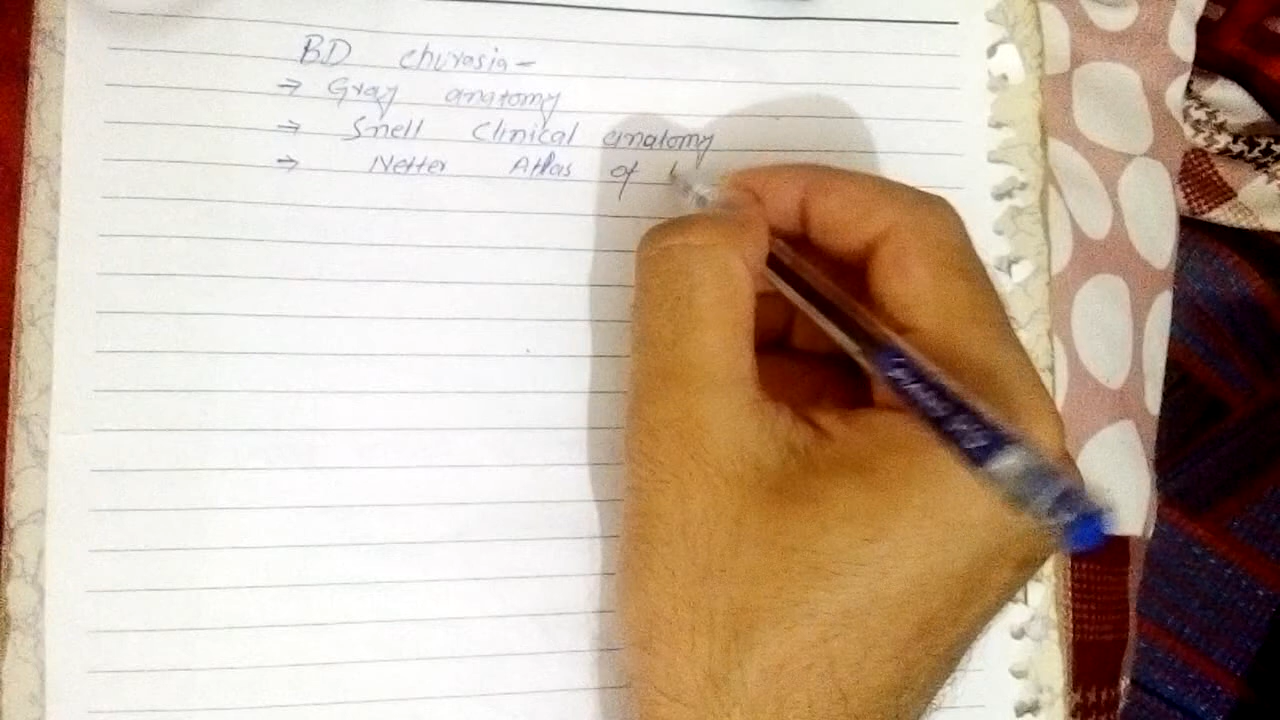 BD Churasia-
⇒ Gray anatomy
⇒ Snell Clinical anatomy
⇒ Netter Atlas of